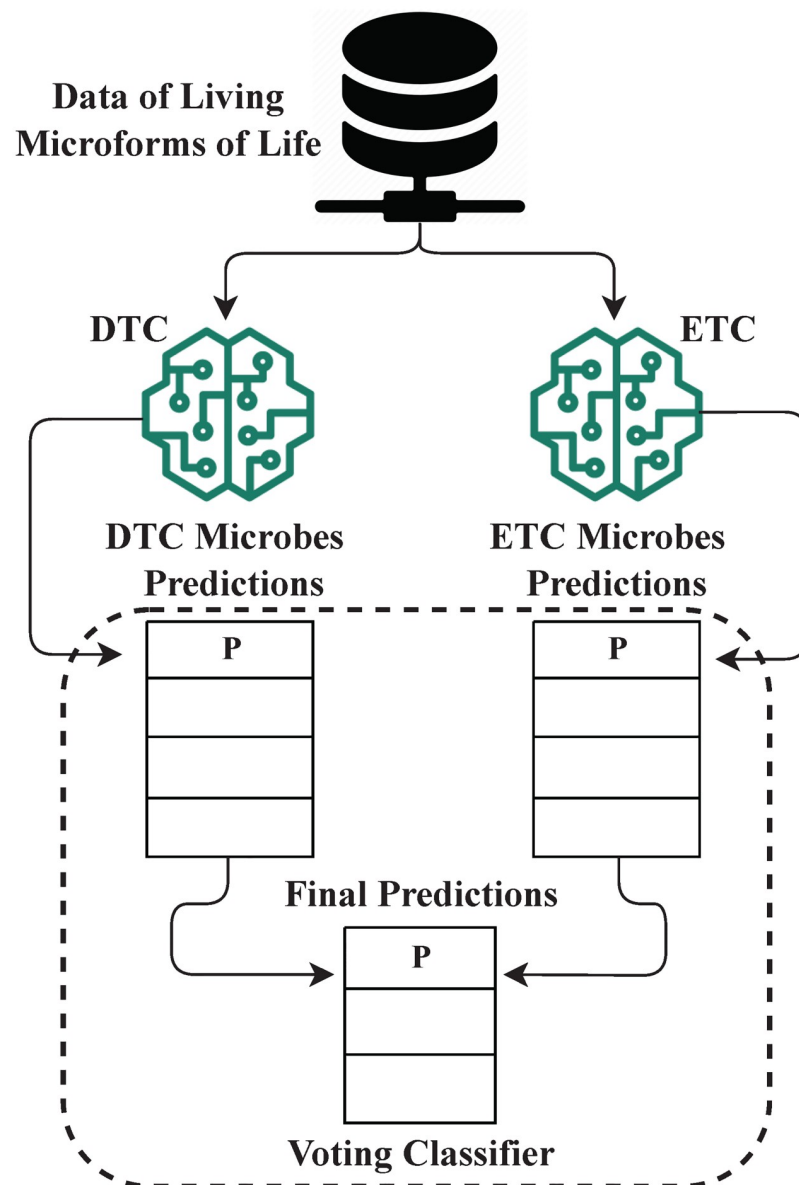 Data of Living
Microforms of Life
DTC
ETC
DTC Microbes
Predictions
ETC Microbes
Predictions
P
P
Final Predictions
P
Voting Classifier